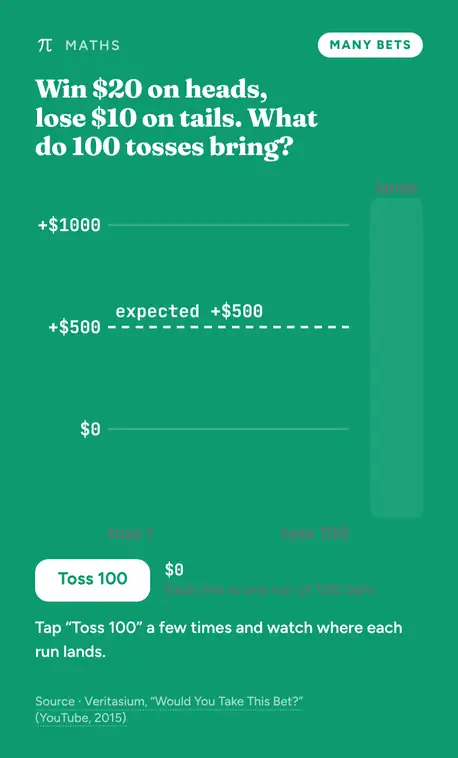 π MATHS
MANY BETS
Win $20 on heads,
lose $10 on tails. What
do 100 tosses bring?
lands
+$1000
expected +$500
+$500
$0
toss 1
toss 100
Toss 100
$0
Each line is one run of 100 bets
Tap “Toss 100” a few times and watch where each
run lands.
Source · Veritasium, “Would You Take This Bet?”
(YouTube, 2015)